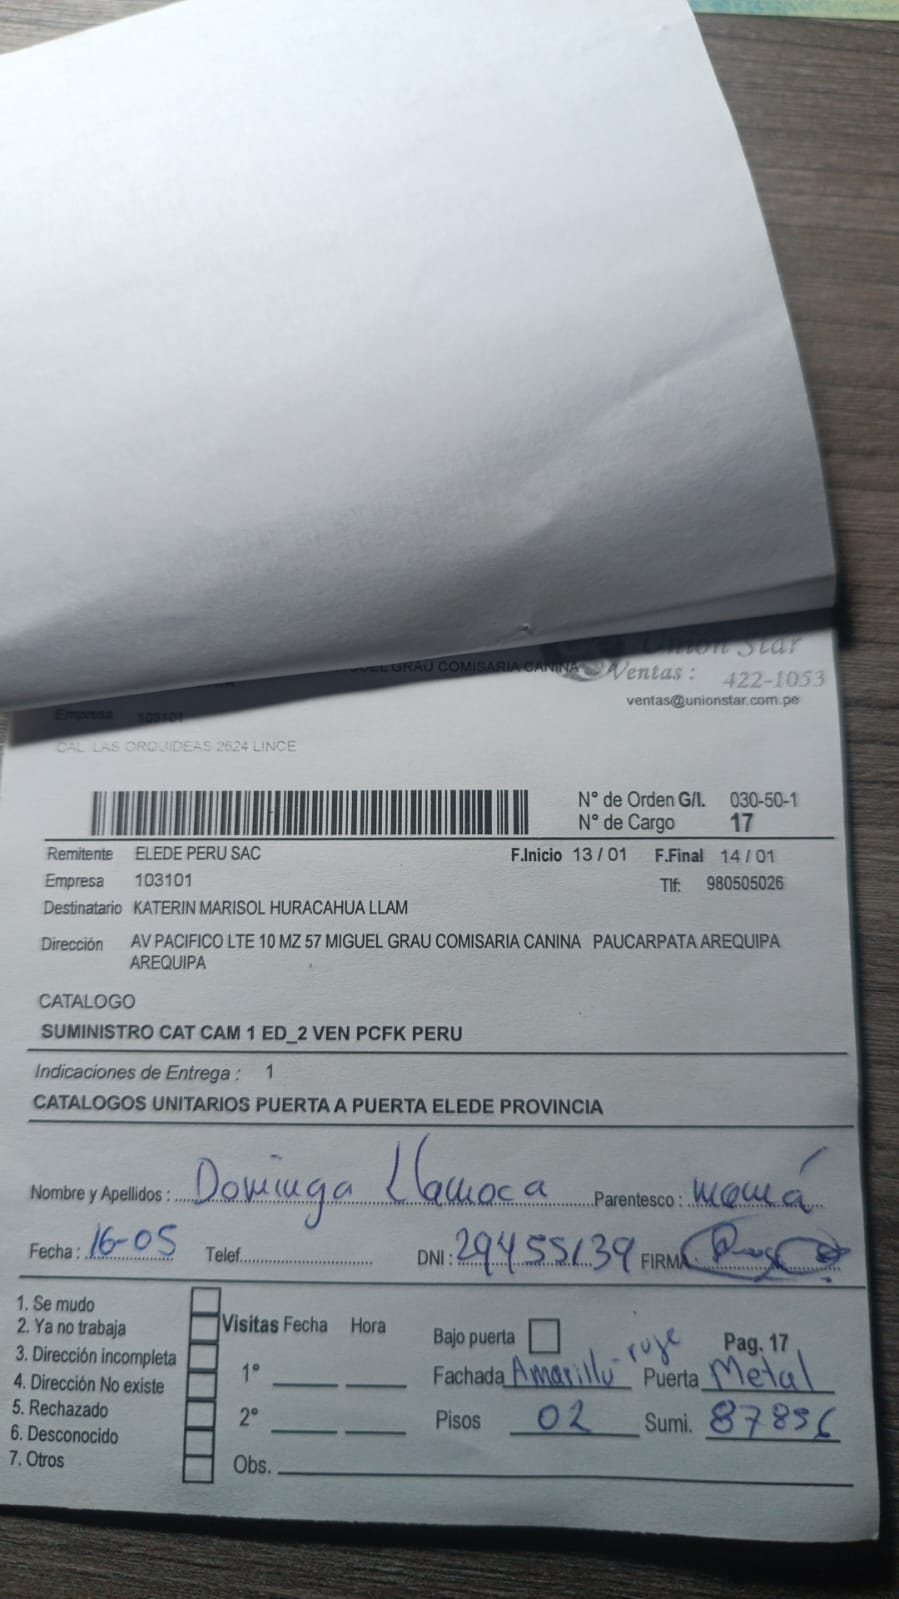 Union Star
GRAU COMISARIA CANINA
Ventas : 422-1053
ventas@unionstar.com.pe
Empresa 103101
CAL LAS ORQUIDEAS 2624 LINCE
N° de Orden G/I. 030-50-1
N° de Cargo 17
Remitente ELEDE PERU SAC F.Inicio 13 / 01 F.Final 14 / 01
Empresa 103101 Tlf: 980505026
Destinatario KATERIN MARISOL HURACAHUA LLAM
Dirección AV PACIFICO LTE 10 MZ 57 MIGUEL GRAU COMISARIA CANINA PAUCARPATA AREQUIPA
AREQUIPA
CATALOGO
SUMINISTRO CAT CAM 1 ED_2 VEN PCFK PERU
Indicaciones de Entrega : 1
CATALOGOS UNITARIOS PUERTA A PUERTA ELEDE PROVINCIA
Nombre y Apellidos : Dominga Llamoca Parentesco : mamá
Fecha : 16-05 Telef. DNI : 29455139 FIRMA
1. Se mudo
2. Ya no trabaja
3. Dirección incompleta
4. Dirección No existe
5. Rechazado
6. Desconocido
7. Otros
Visitas Fecha Hora
1°
2°
Obs.
Bajo puerta Pag. 17
Fachada Amarillo-roje Puerta Metal
Pisos 02 Sumi. 87856